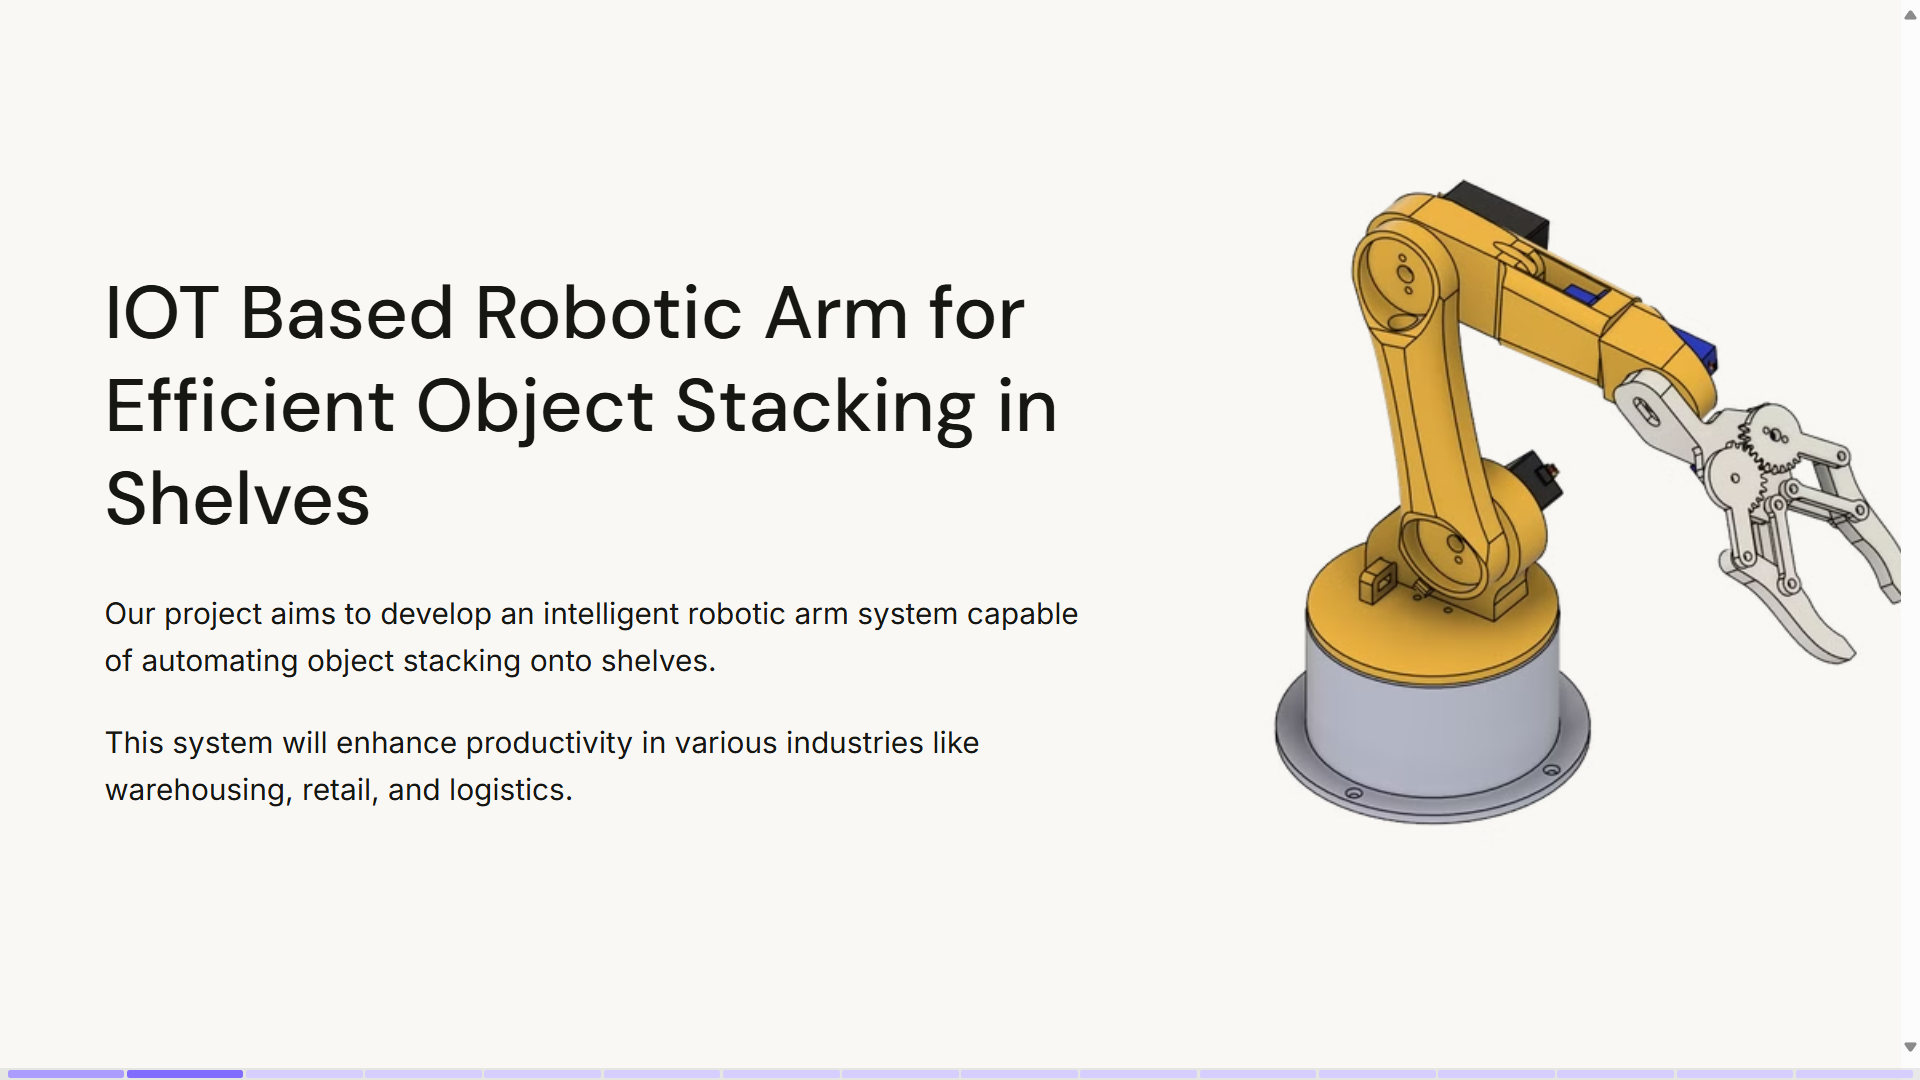 IOT Based Robotic Arm for
Efficient Object Stacking in
Shelves
Our project aims to develop an intelligent robotic arm system capable
of automating object stacking onto shelves.
This system will enhance productivity in various industries like
warehousing, retail, and logistics.